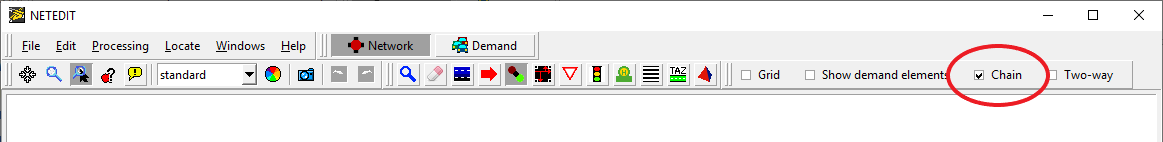 NETEDIT
File Edit Processing Locate Windows Help Network Demand
standard TAZ Grid Show demand elements Chain Two-way